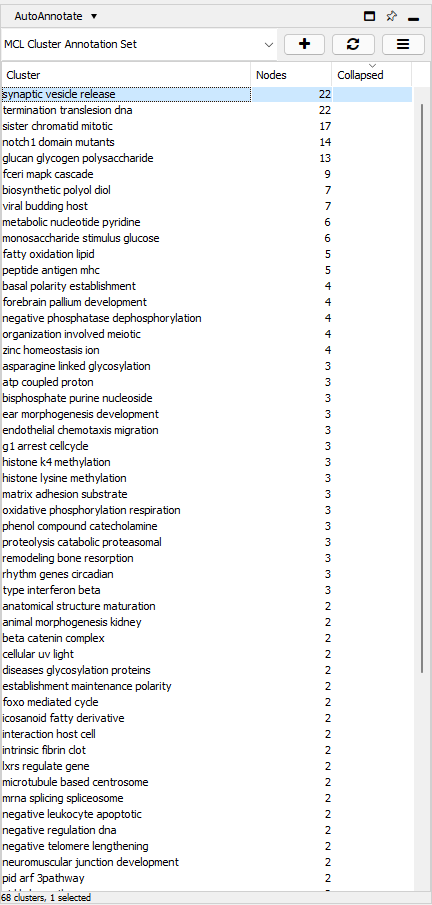 AutoAnnotate ▼
MCL Cluster Annotation Set
Cluster Nodes Collapsed
synaptic vesicle release 22
termination translesion dna 22
sister chromatid mitotic 17
notch1 domain mutants 14
glucan glycogen polysaccharide 13
fceri mapk cascade 9
biosynthetic polyol diol 7
viral budding host 7
metabolic nucleotide pyridine 6
monosaccharide stimulus glucose 6
fatty oxidation lipid 5
peptide antigen mhc 5
basal polarity establishment 4
forebrain pallium development 4
negative phosphatase dephosphorylation 4
organization involved meiotic 4
zinc homeostasis ion 4
asparagine linked glycosylation 3
atp coupled proton 3
bisphosphate purine nucleoside 3
ear morphogenesis development 3
endothelial chemotaxis migration 3
g1 arrest cellcycle 3
histone k4 methylation 3
histone lysine methylation 3
matrix adhesion substrate 3
oxidative phosphorylation respiration 3
phenol compound catecholamine 3
proteolysis catabolic proteasomal 3
remodeling bone resorption 3
rhythm genes circadian 3
type interferon beta 3
anatomical structure maturation 2
animal morphogenesis kidney 2
beta catenin complex 2
cellular uv light 2
diseases glycosylation proteins 2
establishment maintenance polarity 2
foxo mediated cycle 2
icosanoid fatty derivative 2
interaction host cell 2
intrinsic fibrin clot 2
lxrs regulate gene 2
microtubule based centrosome 2
mrna splicing spliceosome 2
negative leukocyte apoptotic 2
negative regulation dna 2
negative telomere lengthening 2
neuromuscular junction development 2
pid arf 3pathway 2
68 clusters, 1 selected